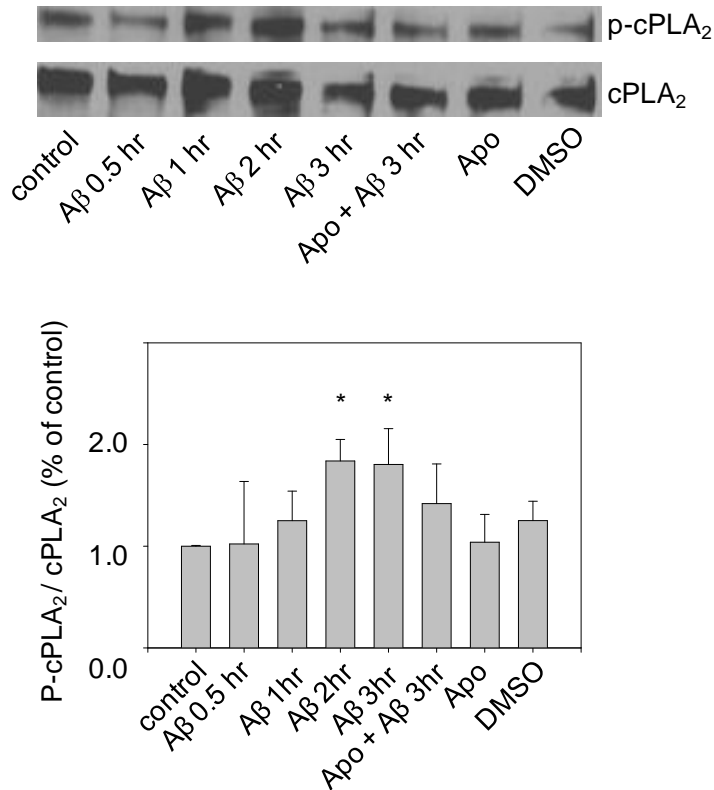 p-cPLA₂
cPLA₂
control
Aβ 0.5 hr
Aβ 1 hr
Aβ 2 hr
Aβ 3 hr
Apo + Aβ 3 hr
Apo
DMSO
P-cPLA₂/ cPLA₂ (% of control)
2.0
1.0
0.0
* *
control
Aβ 0.5 hr
Aβ 1hr
Aβ 2hr
Aβ 3hr
Apo + Aβ 3hr
Apo
DMSO